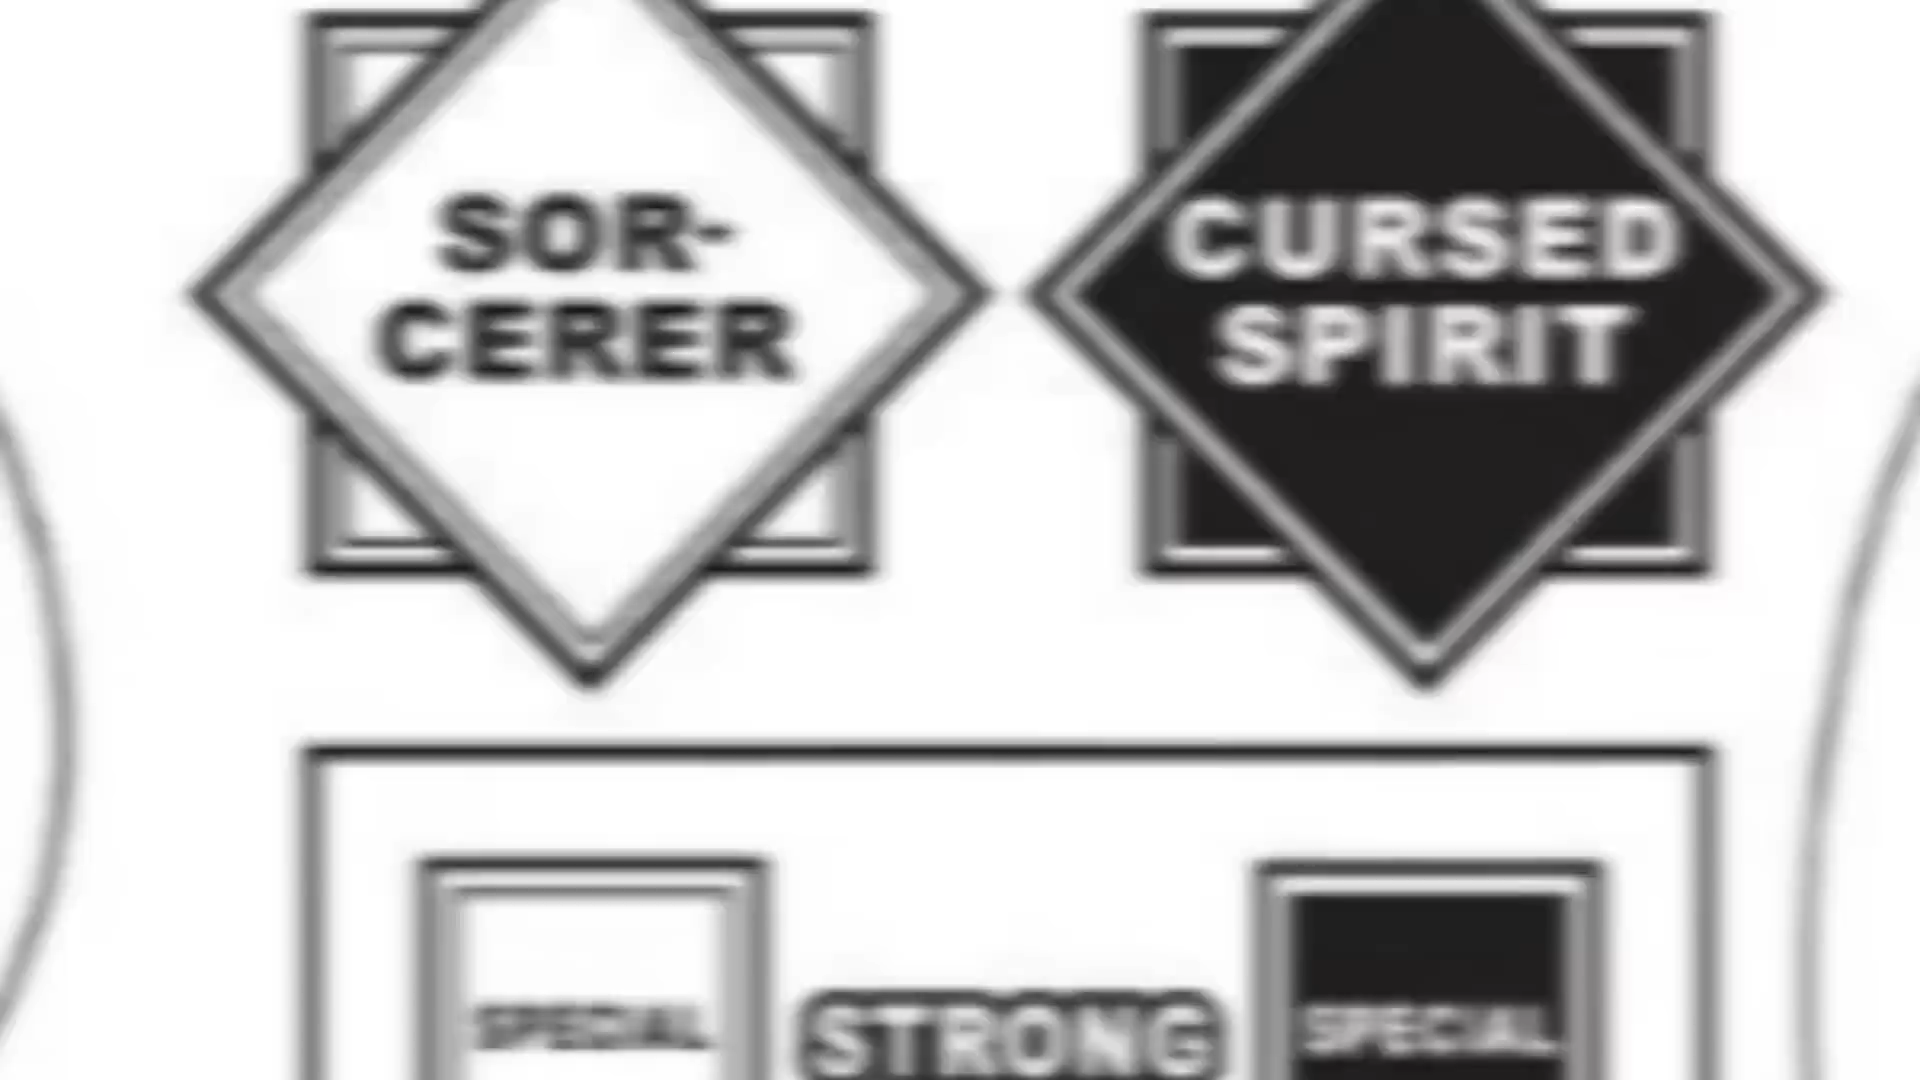 SOR-
CERER
CURSED
SPIRIT
SPECIAL
STRONG
SPECIAL